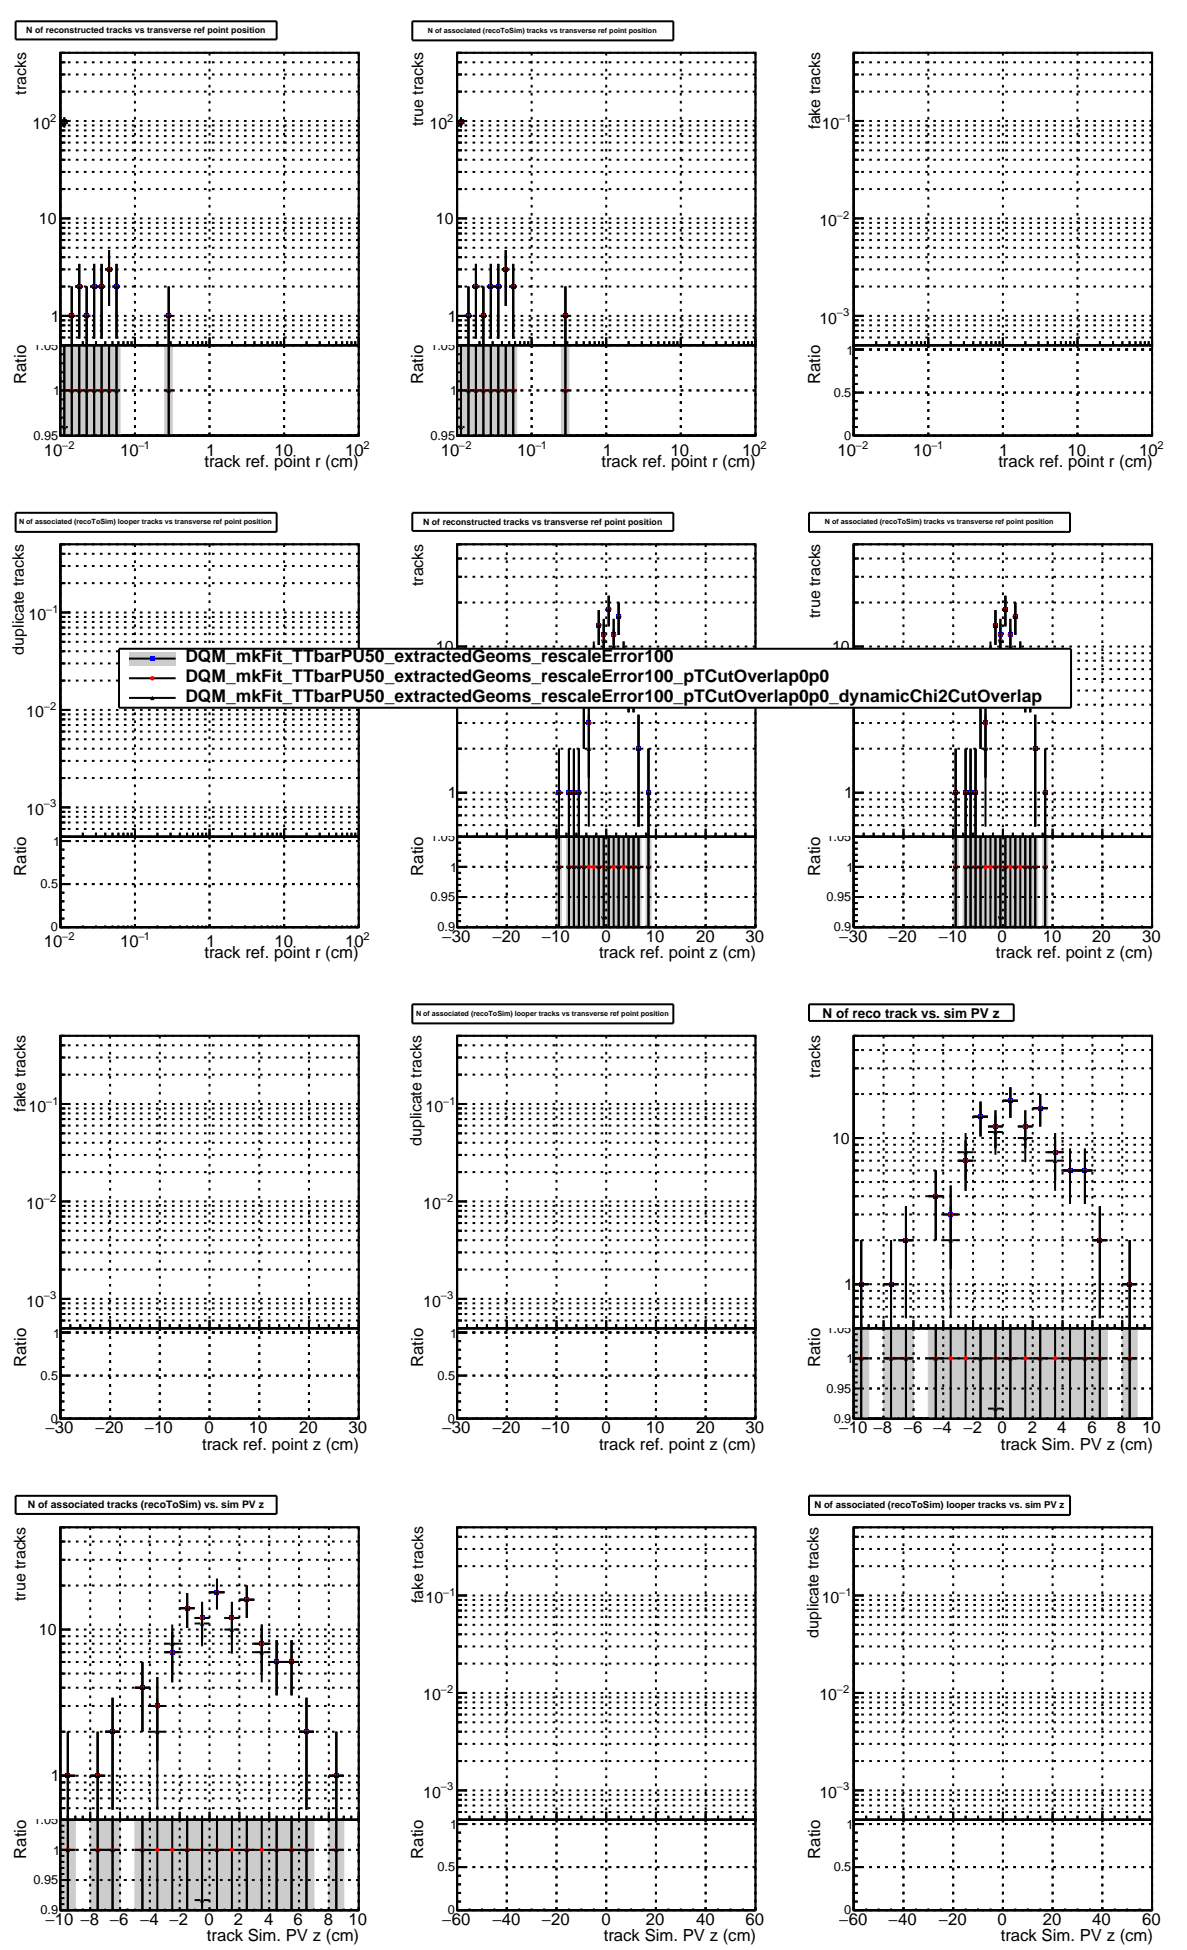 N of reconstructed tracks vs transverse ref point position
tracks
10²
10
1
Ratio
1.05
1
0.95
10⁻² 10⁻¹ 1 10 10²
track ref. point r (cm)
N of associated (recoToSim) tracks vs transverse ref point position
true tracks
10²
10
1
Ratio
1.05
1
0.95
10⁻² 10⁻¹ 1 10 10²
track ref. point r (cm)
fake tracks
10⁻¹
10⁻²
10⁻³
Ratio
1
0.5
0
10⁻² 10⁻¹ 1 10 10²
track ref. point r (cm)
N of associated (recoToSim) looper tracks vs transverse ref point position
duplicate tracks
10⁻¹
10⁻²
10⁻³
Ratio
1
0.5
0
10⁻² 10⁻¹ 1 10 10²
track ref. point r (cm)
N of reconstructed tracks vs transverse ref point position
tracks
10
1
Ratio
1.05
1
0.95
0.9
−30 −20 −10 0 10 20 30
track ref. point z (cm)
N of associated (recoToSim) tracks vs transverse ref point position
true tracks
10
1
Ratio
1.05
1
0.95
0.9
−30 −20 −10 0 10 20 30
track ref. point z (cm)
DQM_mkFit_TTbarPU50_extractedGeoms_rescaleError100
DQM_mkFit_TTbarPU50_extractedGeoms_rescaleError100_pTCutOverlap0p0
DQM_mkFit_TTbarPU50_extractedGeoms_rescaleError100_pTCutOverlap0p0_dynamicChi2CutOverlap
fake tracks
10⁻¹
10⁻²
10⁻³
Ratio
1
0.5
0
−30 −20 −10 0 10 20 30
track ref. point z (cm)
N of associated (recoToSim) looper tracks vs transverse ref point position
duplicate tracks
10⁻¹
10⁻²
10⁻³
Ratio
1
0.5
0
−30 −20 −10 0 10 20 30
track ref. point z (cm)
N of reco track vs. sim PV z
tracks
10
1
Ratio
1.05
1
0.95
0.9
−10 −8 −6 −4 −2 0 2 4 6 8 10
track Sim. PV z (cm)
N of associated tracks (recoToSim) vs. sim PV z
true tracks
10
1
Ratio
1.05
1
0.95
0.9
−10 −8 −6 −4 −2 0 2 4 6 8 10
track Sim. PV z (cm)
fake tracks
10⁻¹
10⁻²
10⁻³
Ratio
1
0.5
0
−60 −40 −20 0 20 40 60
track Sim. PV z (cm)
N of associated (recoToSim) looper tracks vs. sim PV z
duplicate tracks
10⁻¹
10⁻²
10⁻³
Ratio
1
0.5
0
−60 −40 −20 0 20 40 60
track Sim. PV z (cm)